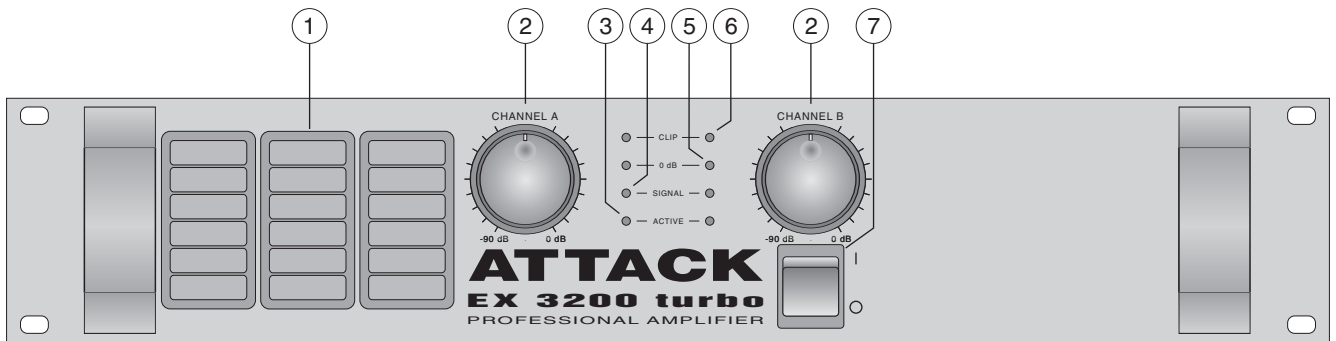 1 2 3 4 5 6 2 7
CHANNEL A
CHANNEL B
CLIP
0 dB
SIGNAL
ACTIVE
-90 dB 0 dB
-90 dB 0 dB
ATTACK
EX 3200 turbo
PROFESSIONAL AMPLIFIER
I
O